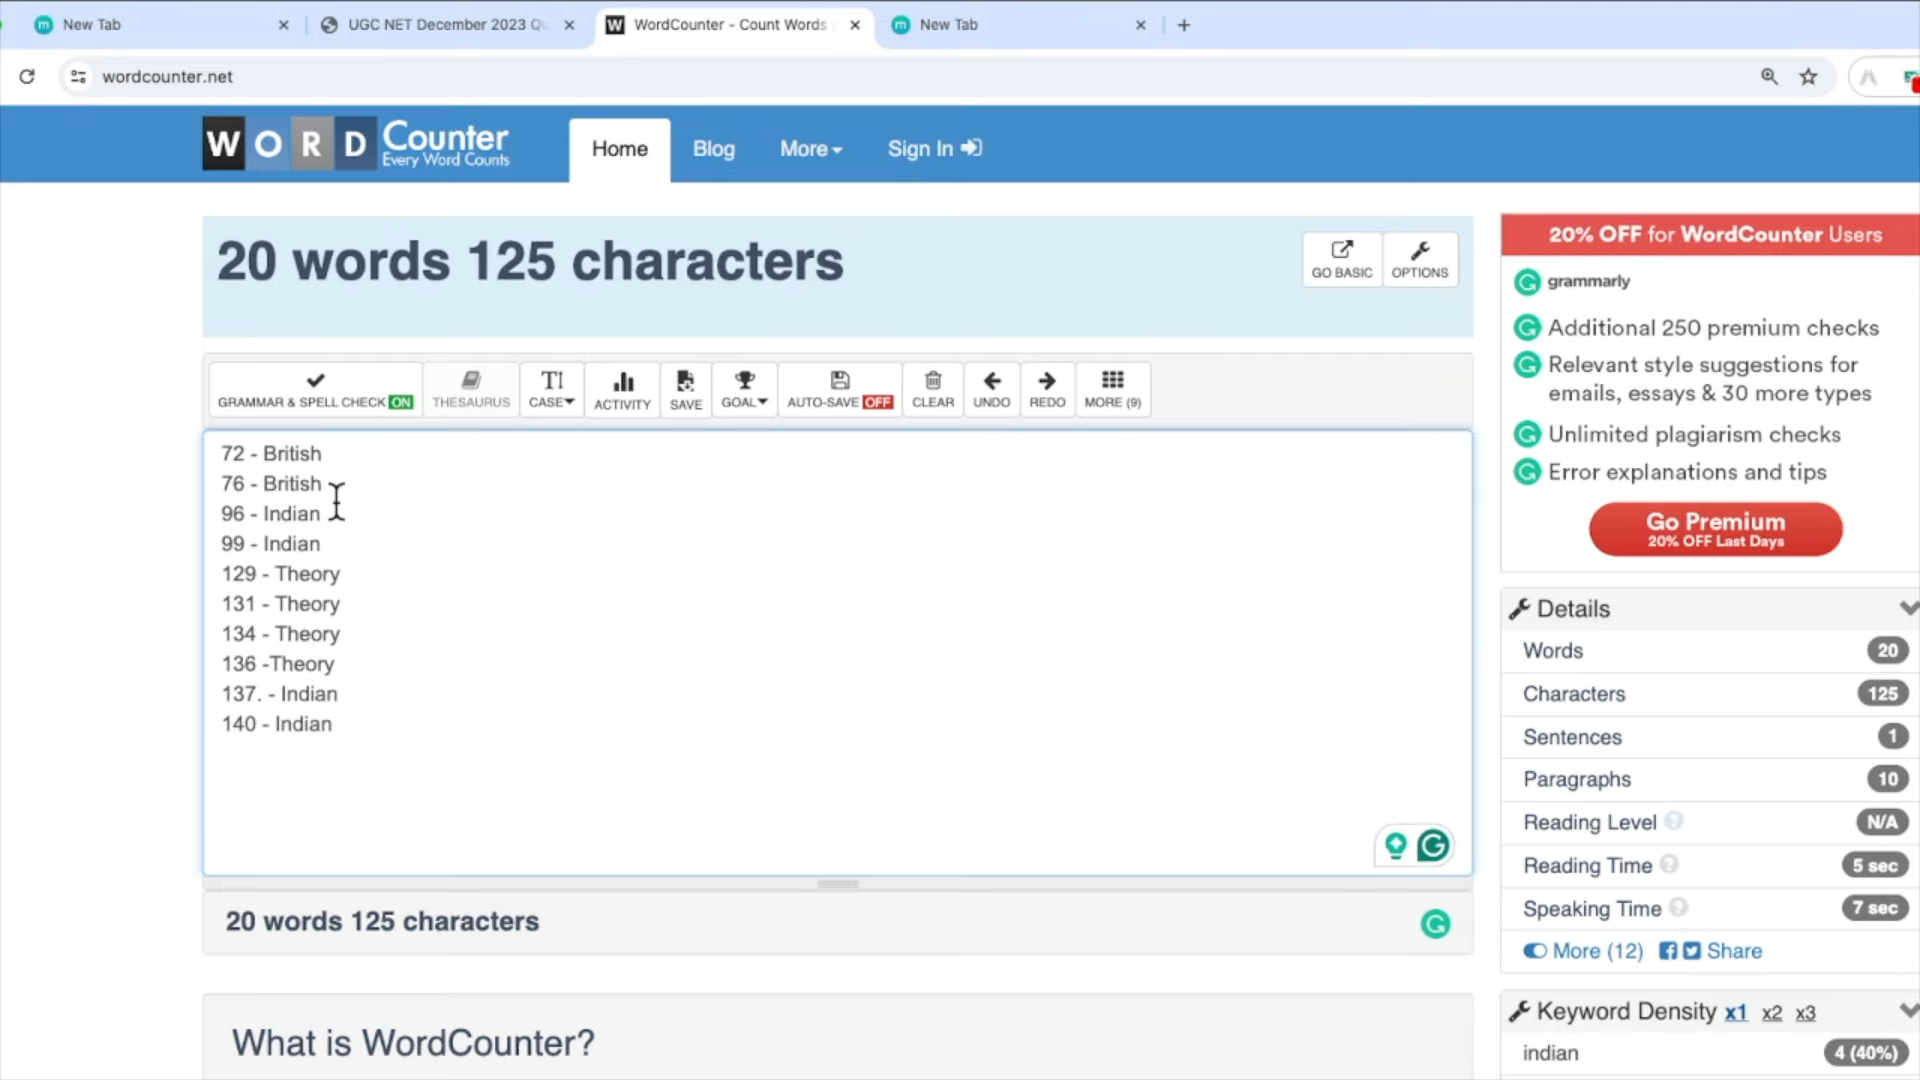 New Tab
UGC NET December 2023 Qu
WordCounter - Count Words
New Tab
wordcounter.net
WORD Counter
Every Word Counts
Home
Blog
More
Sign In
20 words 125 characters
GO BASIC
OPTIONS
GRAMMAR & SPELL CHECK ON
THESAURUS
CASE
ACTIVITY
SAVE
GOAL
AUTO-SAVE OFF
CLEAR
UNDO
REDO
MORE (9)
72 - British
76 - British
96 - Indian
99 - Indian
129 - Theory
131 - Theory
134 - Theory
136 -Theory
137. - Indian
140 - Indian
20 words 125 characters
What is WordCounter?
20% OFF for WordCounter Users
grammarly
Additional 250 premium checks
Relevant style suggestions for
emails, essays & 30 more types
Unlimited plagiarism checks
Error explanations and tips
Go Premium
20% OFF Last Days
Details
Words 20
Characters 125
Sentences 1
Paragraphs 10
Reading Level N/A
Reading Time 5 sec
Speaking Time 7 sec
More (12) Share
Keyword Density x1 x2 x3
indian 4 (40%)